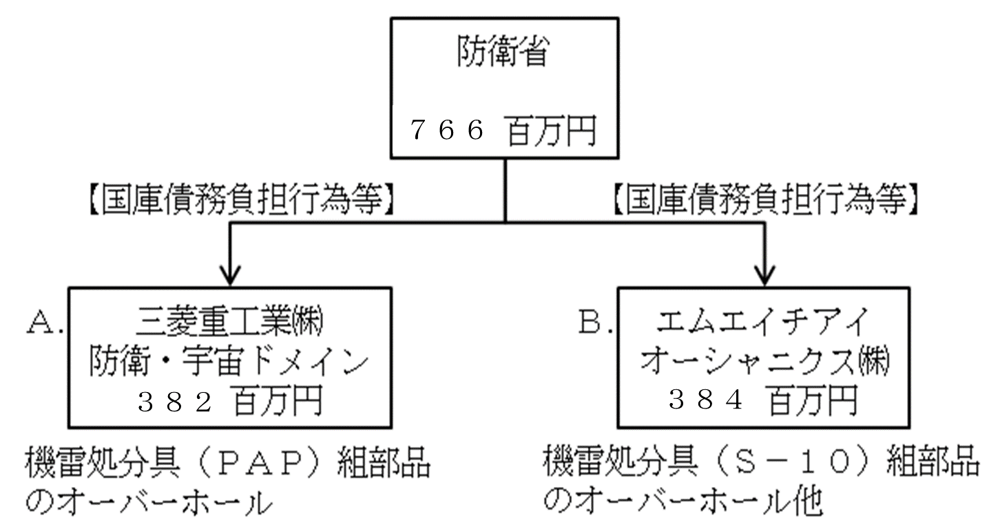 防衛省
７６６ 百万円
【国庫債務負担行為等】
【国庫債務負担行為等】
A.
三菱重工業㈱
防衛・宇宙ドメイン
３８２ 百万円
機雷処分具（ＰＡＰ）組部品
のオーバーホール
B.
エムエイチアイ
オーシャニクス㈱
３８４ 百万円
機雷処分具（Ｓ－１０）組部品
のオーバーホール他